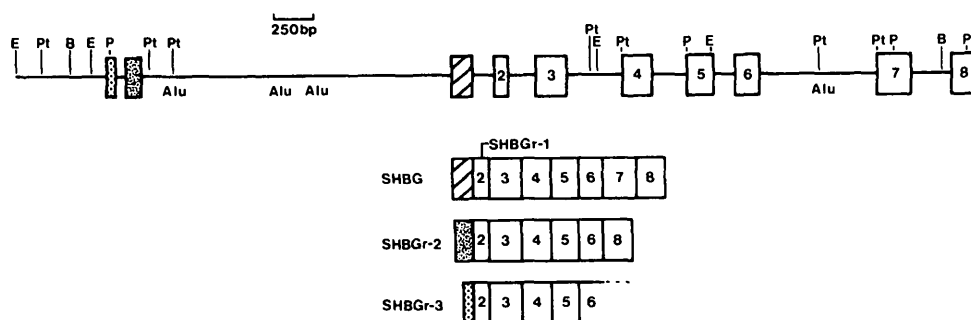 250bp
E Pt B E P Pt Pt Pt E Pt P E Pt Pt P B P
2 3 4 5 6 7 8
Alu Alu Alu Alu
SHBGr-1
SHBG 2 3 4 5 6 7 8
SHBGr-2 2 3 4 5 6 8
SHBGr-3 2 3 4 5 6